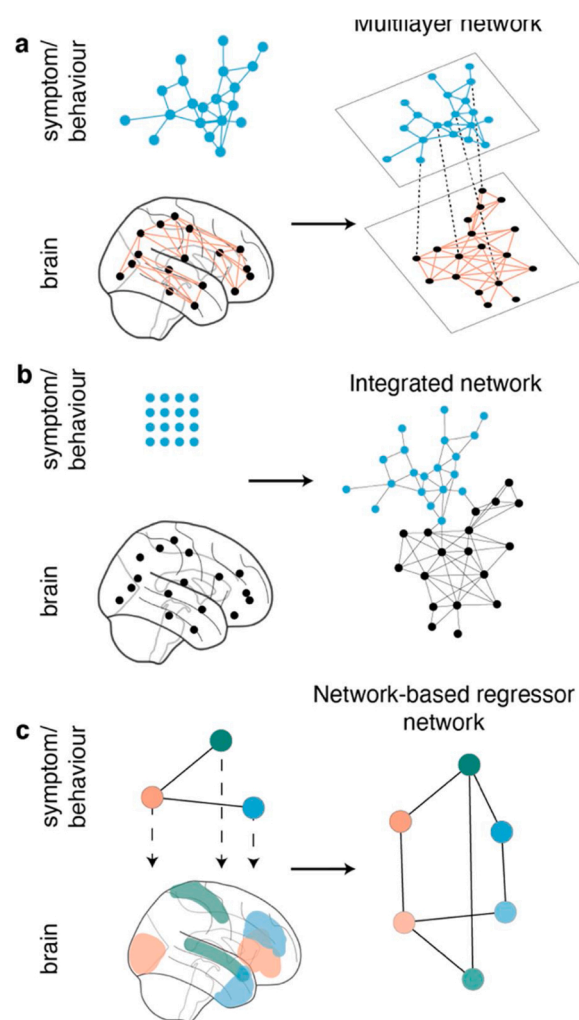 a
symptom/
behaviour
Multilayer network
brain
b
symptom/
behaviour
Integrated network
brain
c
symptom/
behaviour
Network-based regressor
network
brain